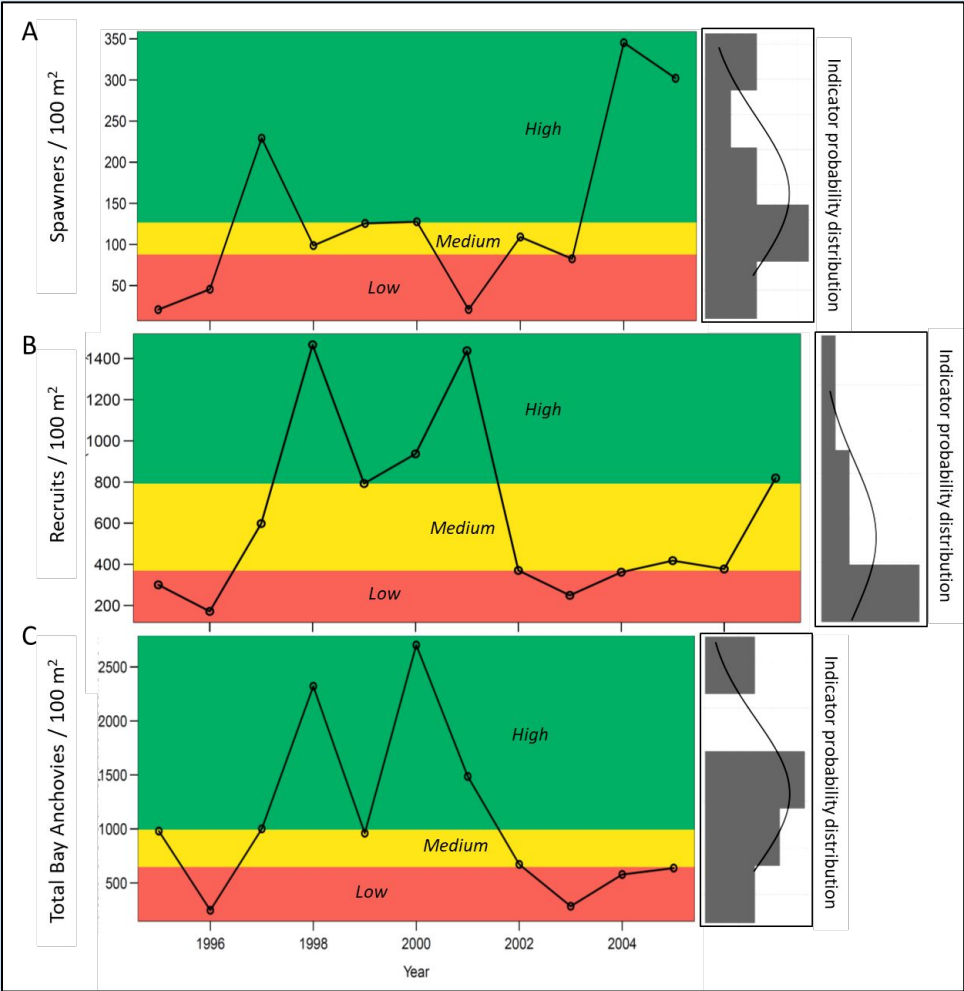 A
Spawners / 100 m²
350
300
250
200
150
100
50
High
Medium
Low
Indicator probability distribution
B
Recruits / 100 m²
1400
1200
1000
800
600
400
200
High
Medium
Low
Indicator probability distribution
C
Total Bay Anchovies / 100 m²
2500
2000
1500
1000
500
High
Medium
Low
Indicator probability distribution
1996 1998 2000 2002 2004
Year